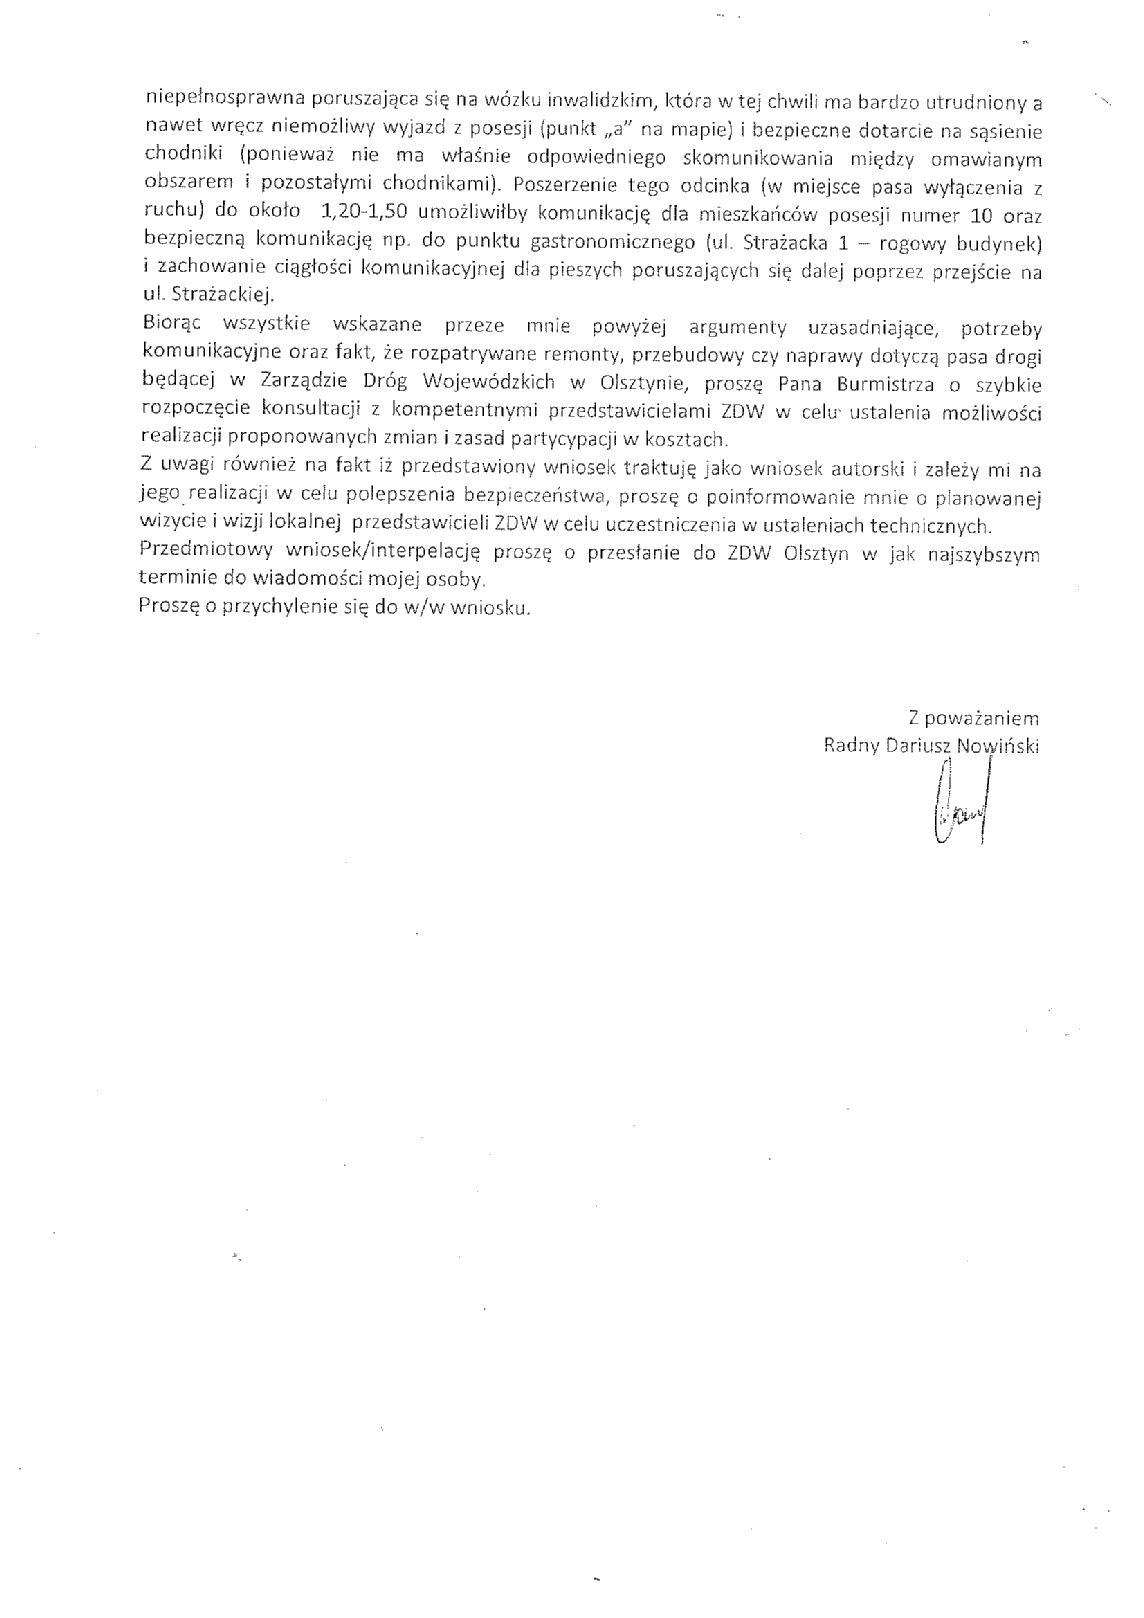 niepełnosprawna poruszająca się na wózku inwalidzkim, która w tej chwili ma bardzo utrudniony a
nawet wręcz niemożliwy wyjazd z posesji (punkt „a” na mapie) i bezpieczne dotarcie na sąsienie
chodniki (ponieważ nie ma właśnie odpowiedniego skomunikowania między omawianym
obszarem i pozostałymi chodnikami). Poszerzenie tego odcinka (w miejsce pasa wyłączenia z
ruchu) do około 1,20-1,50 umożliwiłby komunikację dla mieszkańców posesji numer 10 oraz
bezpieczną komunikację np. do punktu gastronomicznego (ul. Strażacka 1 – rogowy budynek)
i zachowanie ciągłości komunikacyjnej dla pieszych poruszających się dalej poprzez przejście na
ul. Strażackiej.
Biorąc wszystkie wskazane przeze mnie powyżej argumenty uzasadniające, potrzeby
komunikacyjne oraz fakt, że rozpatrywane remonty, przebudowy czy naprawy dotyczą pasa drogi
będącej w Zarządzie Dróg Wojewódzkich w Olsztynie, proszę Pana Burmistrza o szybkie
rozpoczęcie konsultacji z kompetentnymi przedstawicielami ZDW w celu ustalenia możliwości
realizacji proponowanych zmian i zasad partycypacji w kosztach.
Z uwagi również na fakt iż przedstawiony wniosek traktuję jako wniosek autorski i zależy mi na
jego realizacji w celu polepszenia bezpieczeństwa, proszę o poinformowanie mnie o planowanej
wizycie i wizji lokalnej przedstawicieli ZDW w celu uczestniczenia w ustaleniach technicznych.
Przedmiotowy wniosek/interpelację proszę o przesłanie do ZDW Olsztyn w jak najszybszym
terminie do wiadomości mojej osoby.
Proszę o przychylenie się do w/w wniosku.
Z poważaniem
Radny Dariusz Nowiński